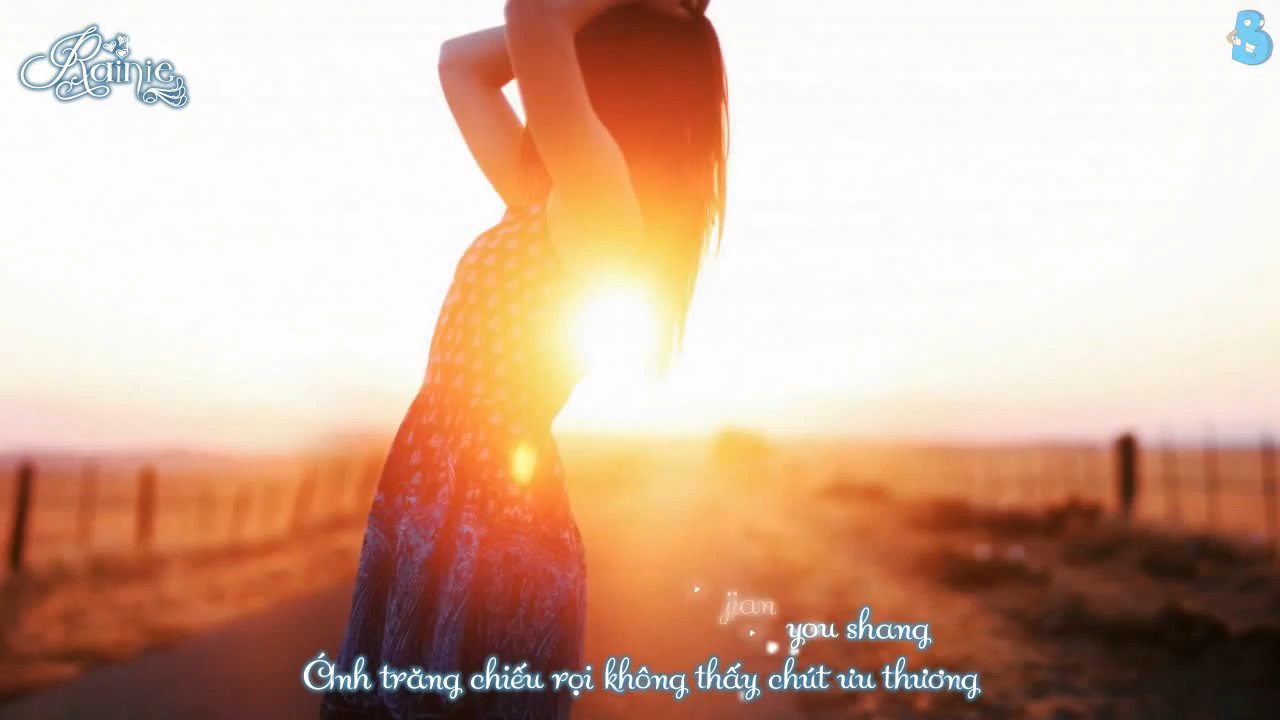 Rainie
B
jian
you shang
Ánh trăng chiếu rọi không thấy chút ưu thương